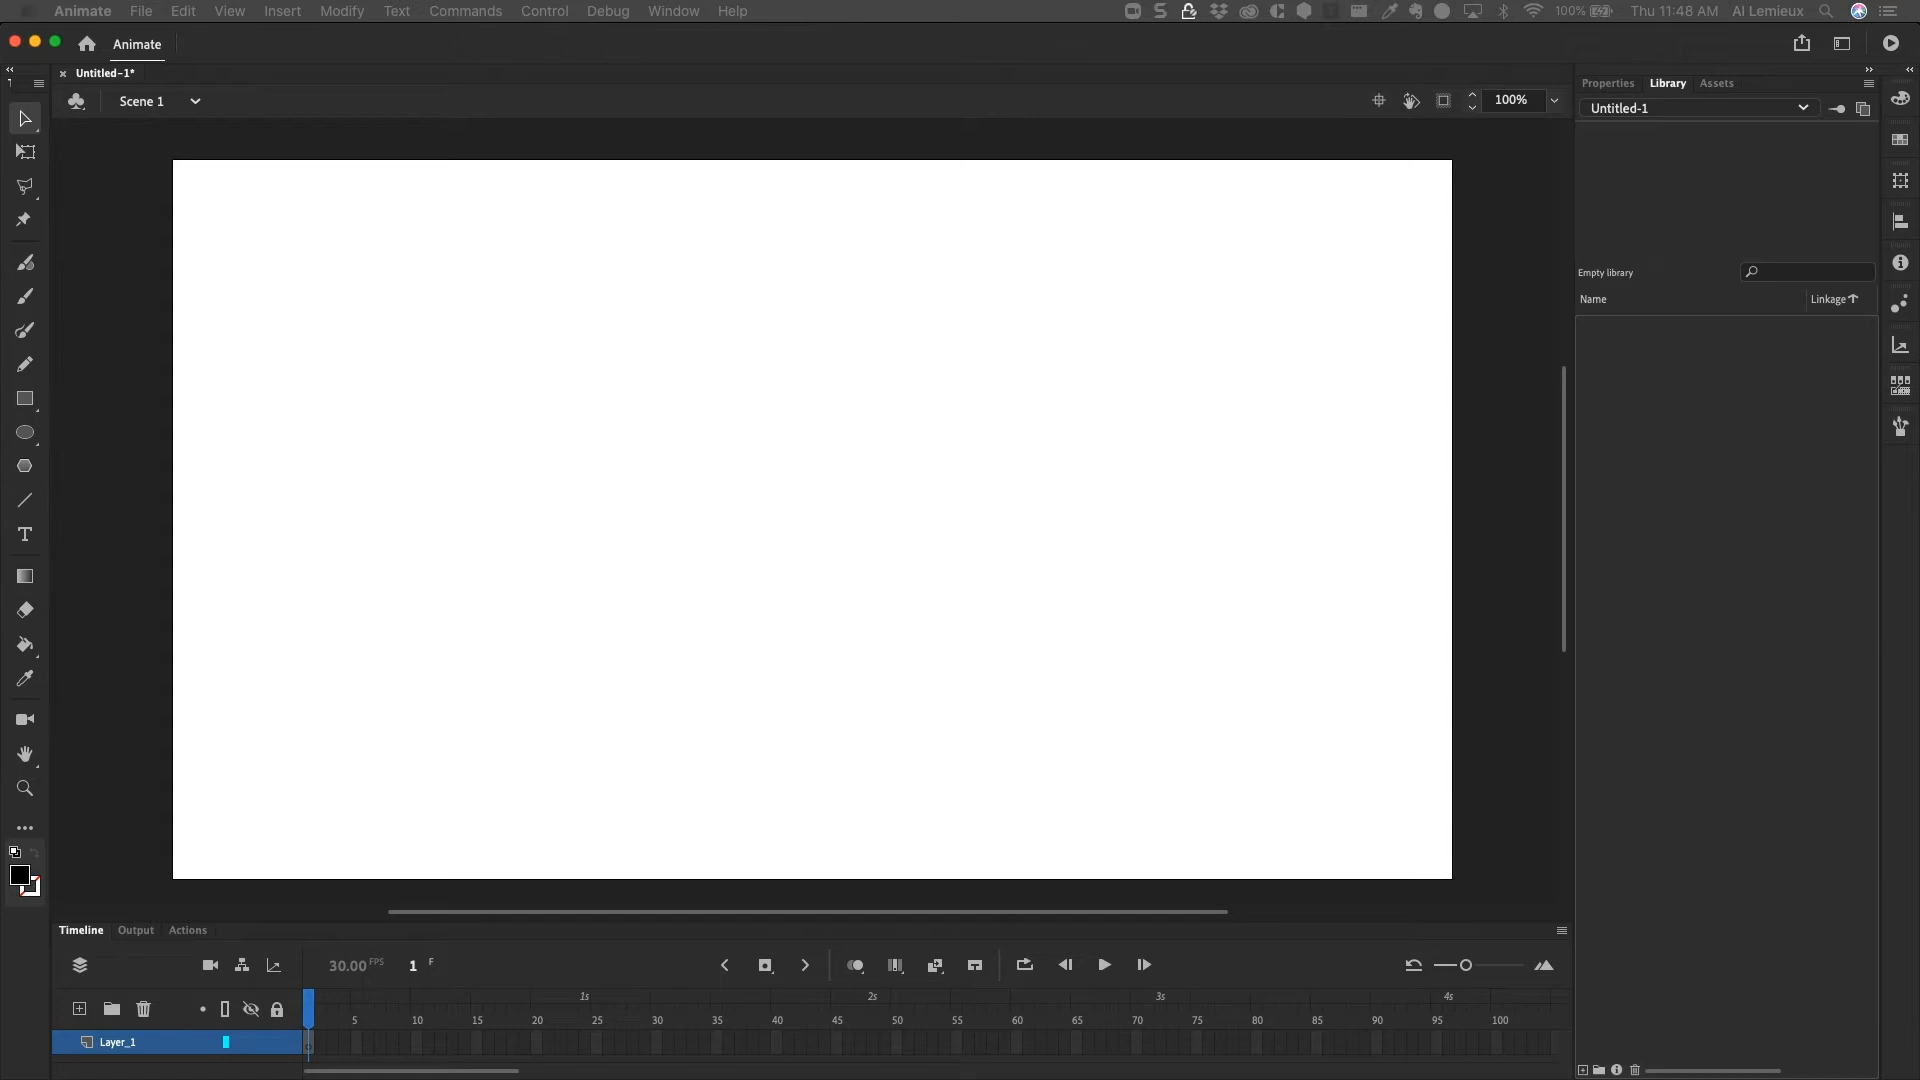 Animate File Edit View Insert Modify Text Commands Control Debug Window Help 100% Thu 11:48 AM Al Lemieux
Animate
Untitled-1*
Scene 1 100%
Properties Library Assets
Untitled-1
Empty library
Name Linkage
Timeline Output Actions
30.00 FPS 1 F
1s 2s 3s 4s
5 10 15 20 25 30 35 40 45 50 55 60 65 70 75 80 85 90 95 100
Layer_1